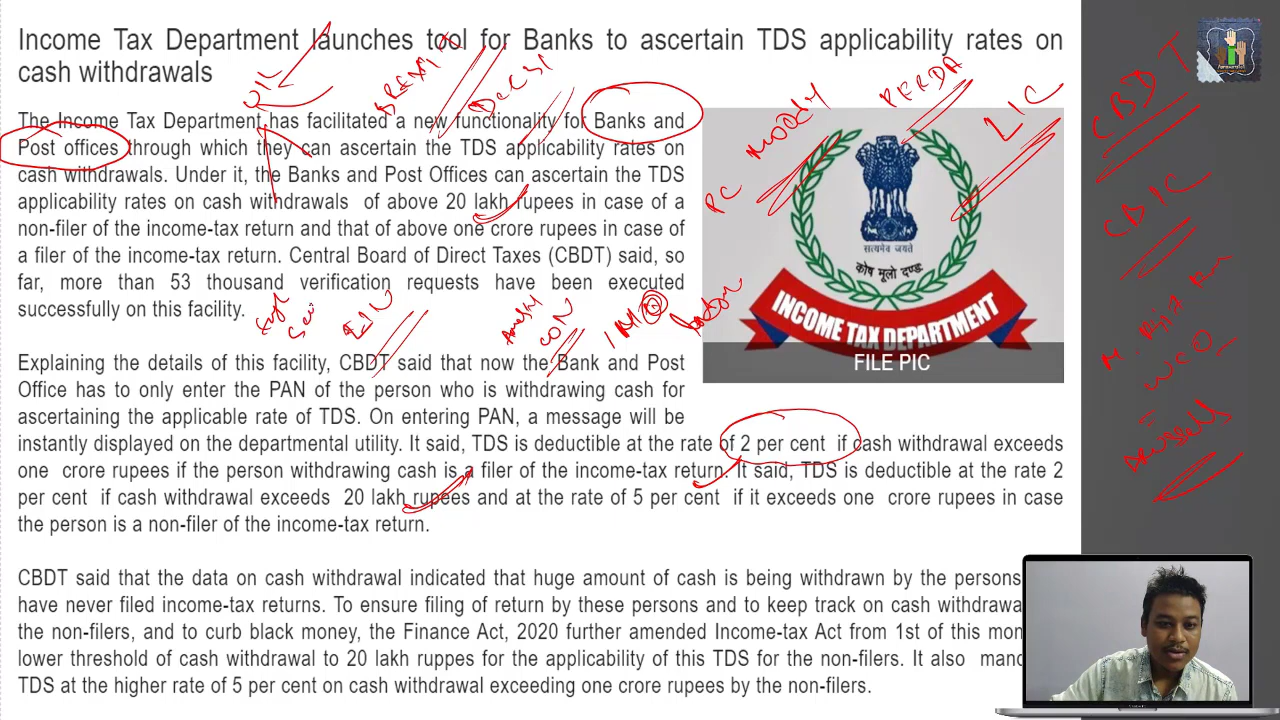 Income Tax Department launches tool for Banks to ascertain TDS applicability rates on
cash withdrawals
The Income Tax Department has facilitated a new functionality for Banks and
Post offices through which they can ascertain the TDS applicability rates on
cash withdrawals. Under it, the Banks and Post Offices can ascertain the TDS
applicability rates on cash withdrawals of above 20 lakh rupees in case of a
non-filer of the income-tax return and that of above one crore rupees in case of
a filer of the income-tax return. Central Board of Direct Taxes (CBDT) said, so
far, more than 53 thousand verification requests have been executed
successfully on this facility.
Explaining the details of this facility, CBDT said that now the Bank and Post
Office has to only enter the PAN of the person who is withdrawing cash for
ascertaining the applicable rate of TDS. On entering PAN, a message will be
instantly displayed on the departmental utility. It said, TDS is deductible at the rate of 2 per cent if cash withdrawal exceeds
one crore rupees if the person withdrawing cash is a filer of the income-tax return. It said, TDS is deductible at the rate 2
per cent if cash withdrawal exceeds 20 lakh rupees and at the rate of 5 per cent if it exceeds one crore rupees in case
the person is a non-filer of the income-tax return.
CBDT said that the data on cash withdrawal indicated that huge amount of cash is being withdrawn by the persons
have never filed income-tax returns. To ensure filing of return by these persons and to keep track on cash withdrawa
the non-filers, and to curb black money, the Finance Act, 2020 further amended Income-tax Act from 1st of this mon
lower threshold of cash withdrawal to 20 lakh ruppes for the applicability of this TDS for the non-filers. It also mand
TDS at the higher rate of 5 per cent on cash withdrawal exceeding one crore rupees by the non-filers.
सत्यमेव जयते
कोष मूलो दण्डः
INCOME TAX DEPARTMENT
FILE PIC
PC Moody
LIC
CBDT
CBIC
WCO
Brussels